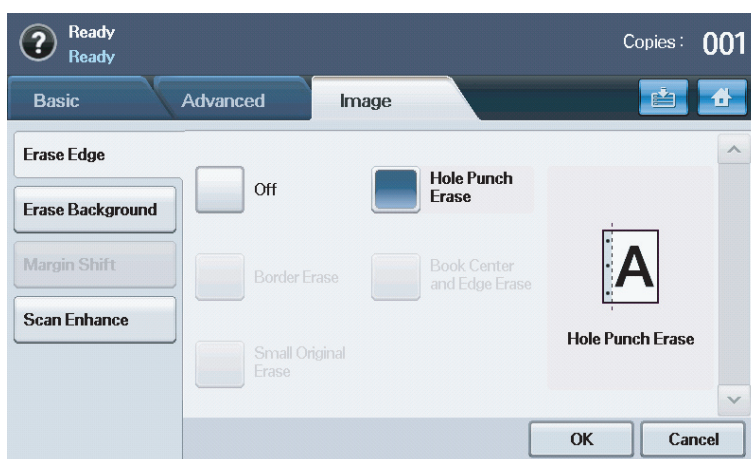 ?
Ready
Ready
Copies : 001
Basic
Advanced
Image
Erase Edge
Erase Background
Margin Shift
Scan Enhance
Off
Hole Punch
Erase
Border Erase
Book Center
and Edge Erase
Small Original
Erase
A
Hole Punch Erase
OK
Cancel